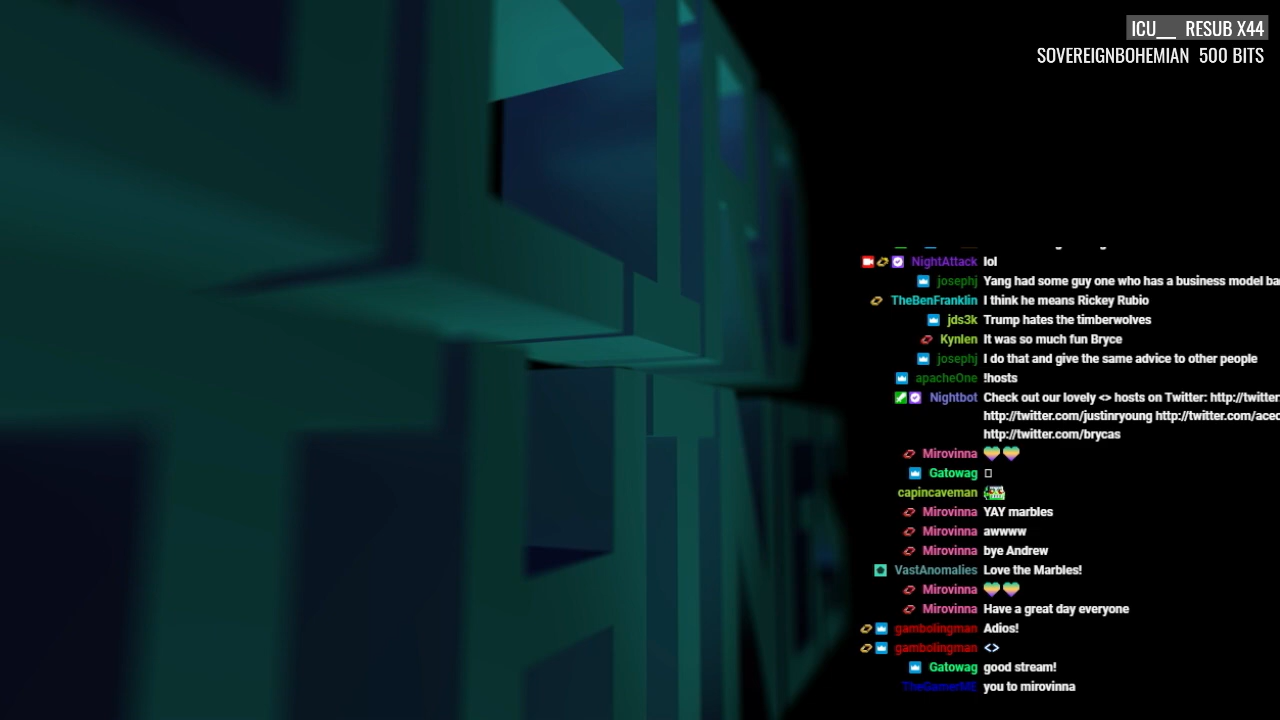 ICU__ RESUB X44
SOVEREIGNBOHEMIAN 500 BITS
NightAttack lol
josephj Yang had some guy one who has a business model ba
TheBenFranklin I think he means Rickey Rubio
jds3k Trump hates the timberwolves
Kynlen It was so much fun Bryce
josephj I do that and give the same advice to other people
apacheOne !hosts
Nightbot Check out our lovely <> hosts on Twitter: http://twitter
http://twitter.com/justinryoung http://twitter.com/aced
http://twitter.com/brycas
Mirovinna
Gatowag
capincaveman
Mirovinna YAY marbles
Mirovinna awwww
Mirovinna bye Andrew
VastAnomalies Love the Marbles!
Mirovinna
Mirovinna Have a great day everyone
gambolingman Adios!
gambolingman <>
Gatowag good stream!
TheGamerME you to mirovinna